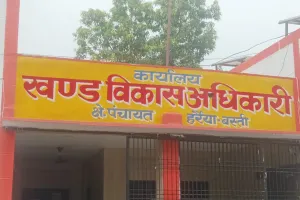 कार्यालय
खण्ड विकास अधिकारी
क्षे. पंचायत हर्रैया-बस्ती